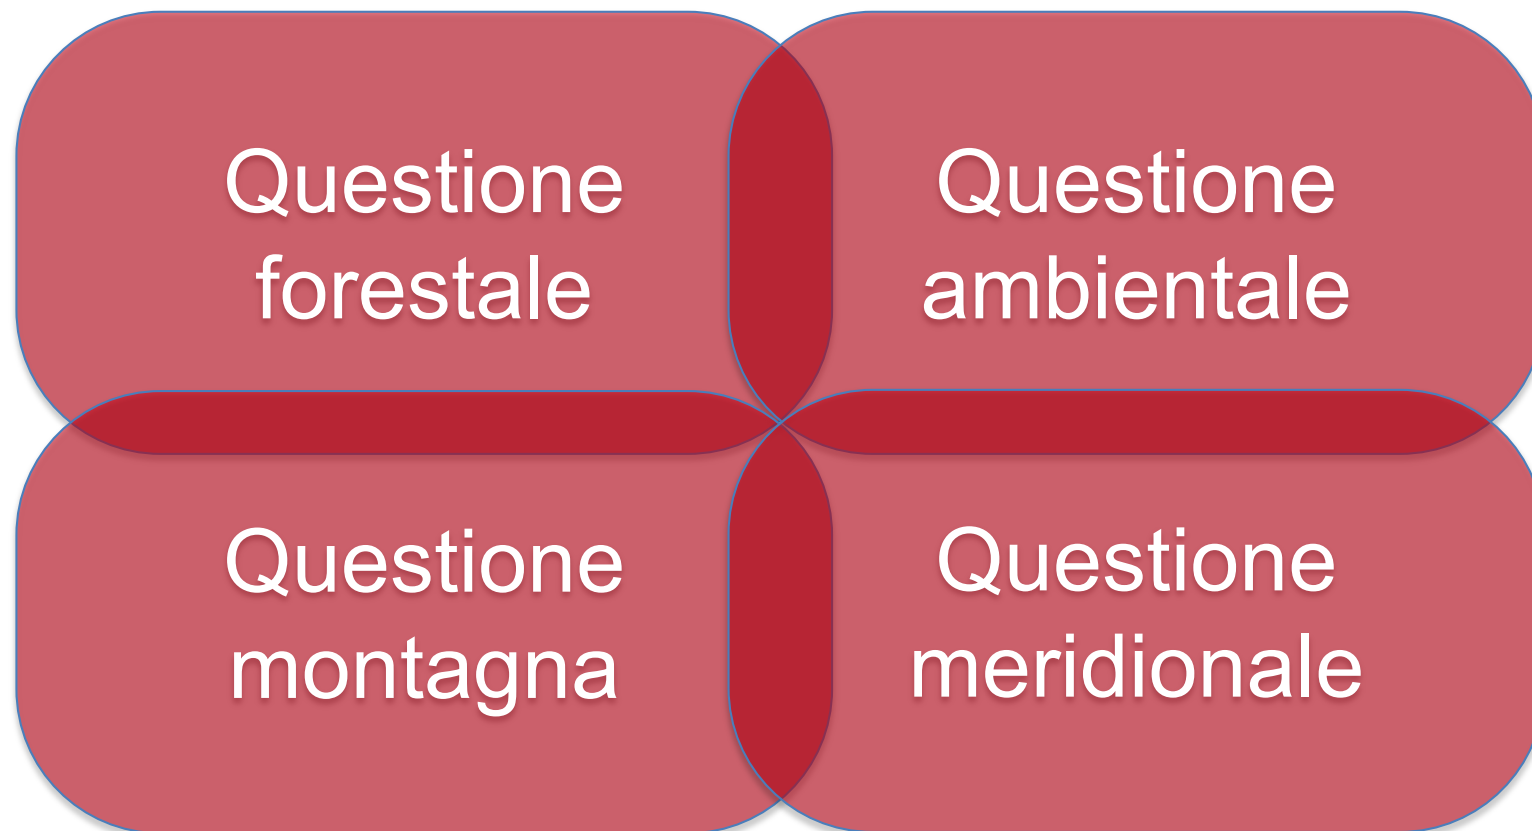 Questione
forestale
Questione
ambientale
Questione
montagna
Questione
meridionale